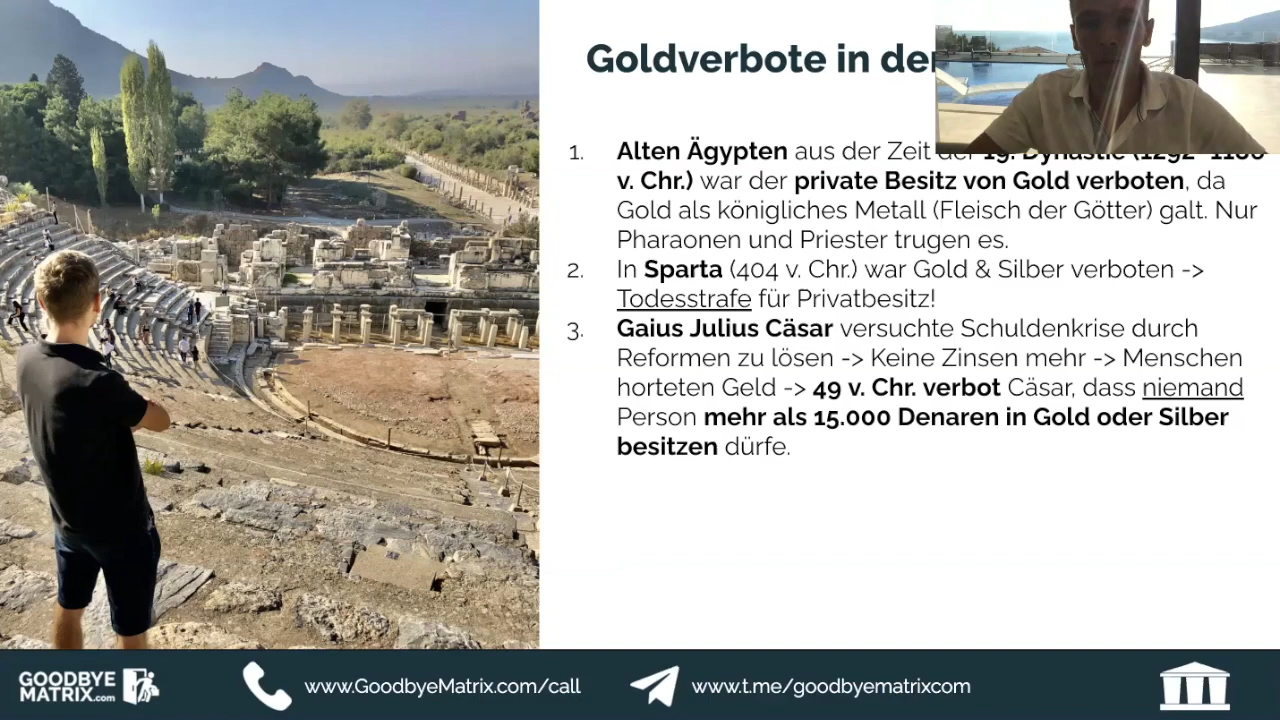 Goldverbote in der
1. Alten Ägypten aus der Zeit der 19. Dynastie
v. Chr.) war der private Besitz von Gold verboten, da
Gold als königliches Metall (Fleisch der Götter) galt. Nur
Pharaonen und Priester trugen es.
2. In Sparta (404 v. Chr.) war Gold & Silber verboten ->
Todesstrafe für Privatbesitz!
3. Gaius Julius Cäsar versuchte Schuldenkrise durch
Reformen zu lösen -> Keine Zinsen mehr -> Menschen
horteten Geld -> 49 v. Chr. verbot Cäsar, dass niemand
Person mehr als 15.000 Denaren in Gold oder Silber
besitzen dürfe.
GOODBYE
MATRIX.com
www.GoodbyeMatrix.com/call
www.t.me/goodbyematrixcom